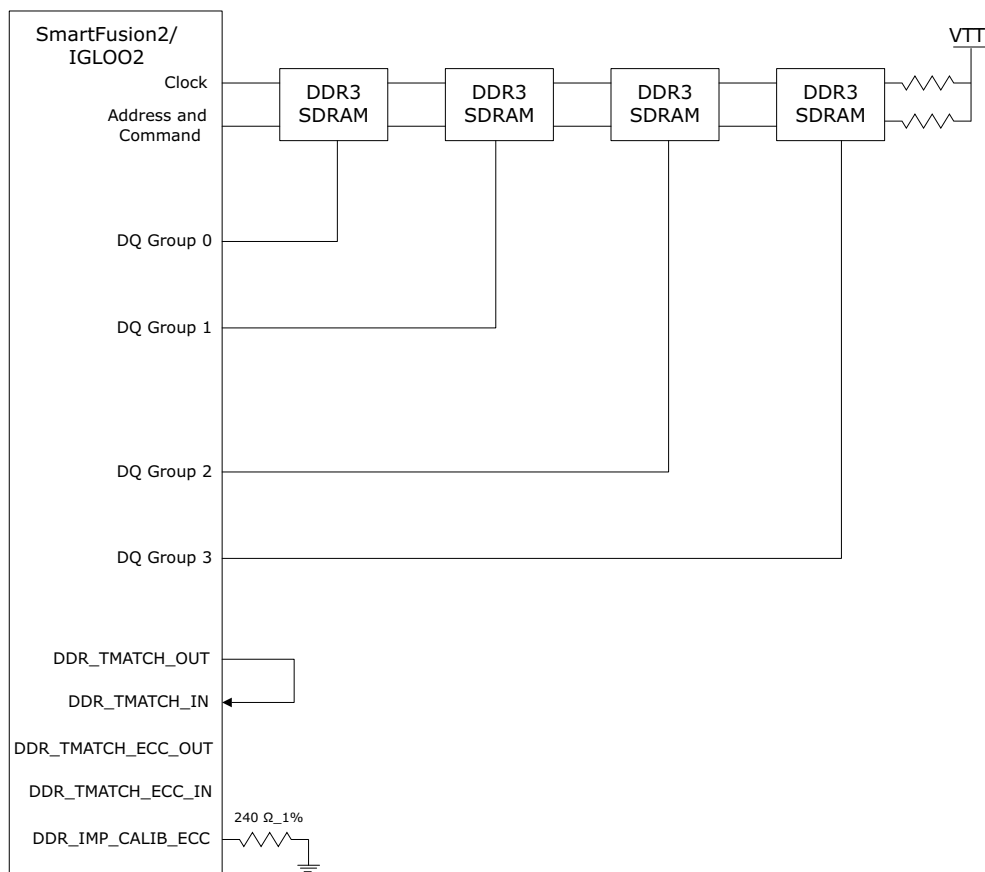 SmartFusion2/
IGLOO2
VTT
Clock
Address and
Command
DDR3
SDRAM
DDR3
SDRAM
DDR3
SDRAM
DDR3
SDRAM
DQ Group 0
DQ Group 1
DQ Group 2
DQ Group 3
DDR_TMATCH_OUT
DDR_TMATCH_IN
DDR_TMATCH_ECC_OUT
DDR_TMATCH_ECC_IN
DDR_IMP_CALIB_ECC
240 Ω_1%